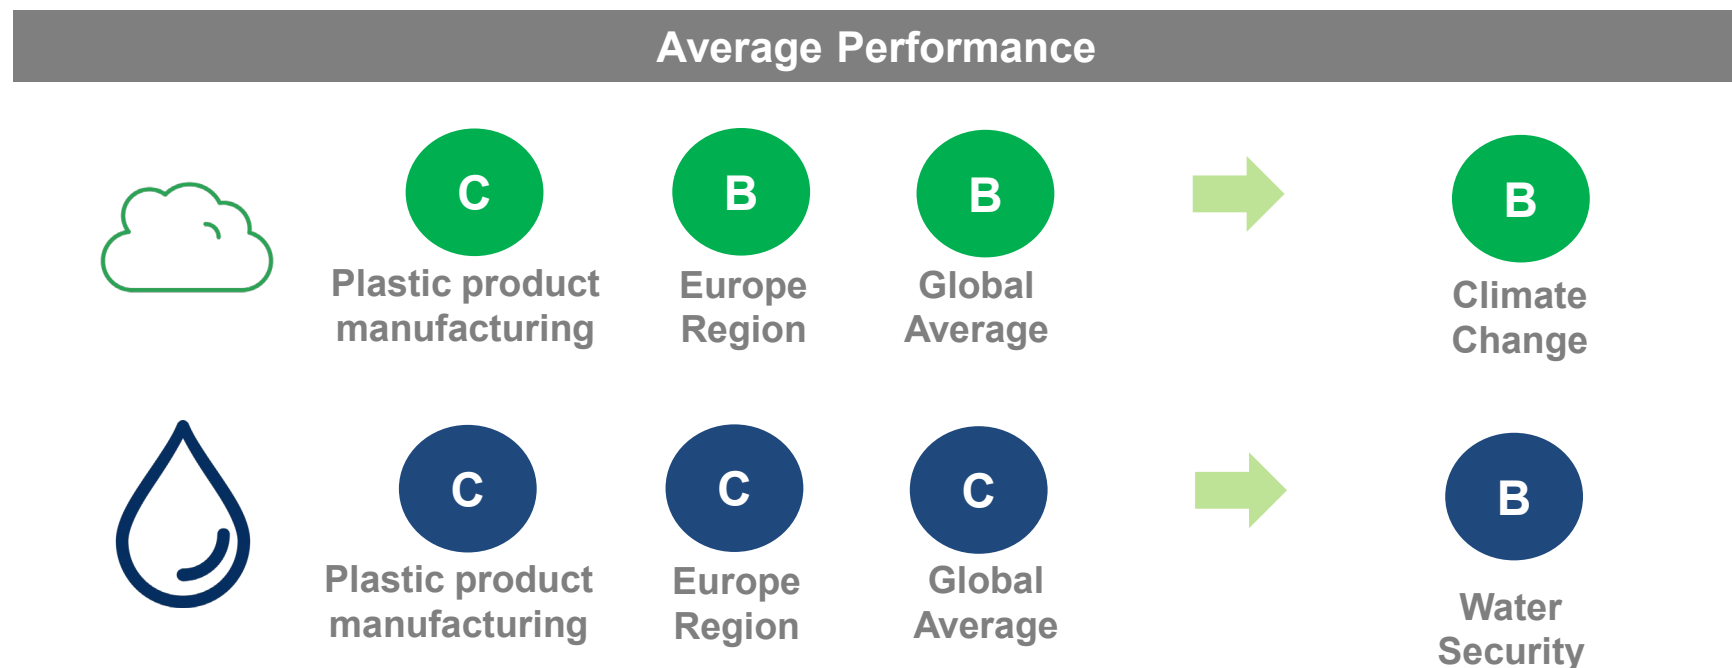 Average Performance
C
B
B
B
Plastic product
manufacturing
Europe
Region
Global
Average
Climate
Change
C
C
C
B
Plastic product
manufacturing
Europe
Region
Global
Average
Water
Security